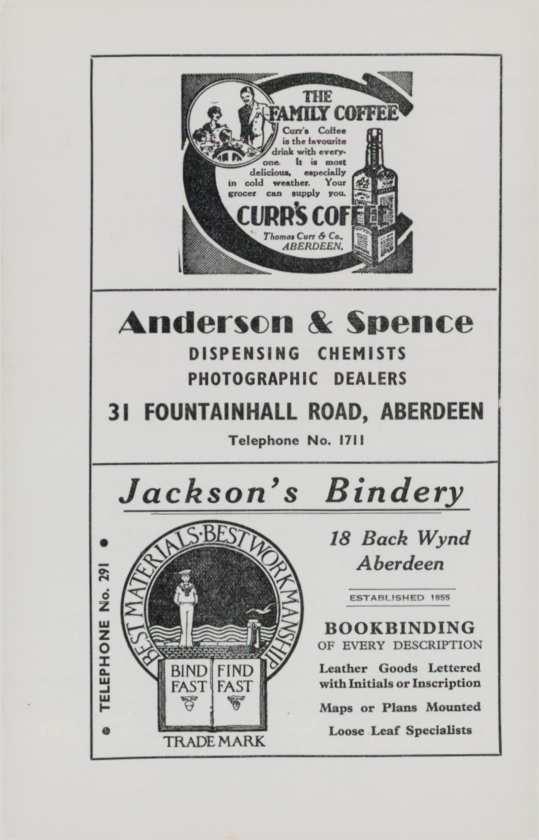 THE
FAMILY COFFEE
Curr's Coffee
is the favourite
drink with every-
one. It is most
delicious, especially
in cold weather. Your
grocer can supply you.
CURR'S COFFEE
Thomas Curr & Co.,
ABERDEEN.
Anderson & Spence
DISPENSING CHEMISTS
PHOTOGRAPHIC DEALERS
31 FOUNTAINHALL ROAD, ABERDEEN
Telephone No. 1711
Jackson's Bindery
TELEPHONE No. 291
BEST MATERIALS·BEST WORKMANSHIP
BIND FIND
FAST FAST
TRADE MARK
18 Back Wynd
Aberdeen
ESTABLISHED 1855
BOOKBINDING
OF EVERY DESCRIPTION
Leather Goods Lettered
with Initials or Inscription
Maps or Plans Mounted
Loose Leaf Specialists